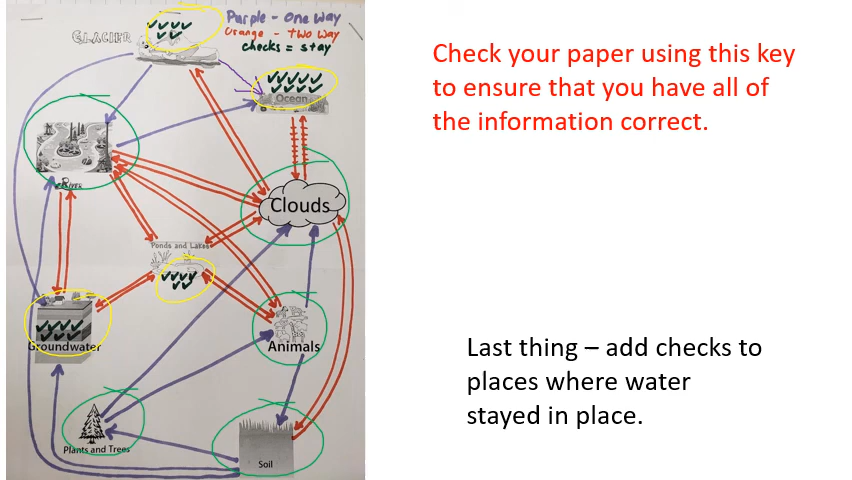 Purple - One Way
Orange - Two Way
checks = stay
GLACIER
Ocean
River
Clouds
Ponds and Lakes
Groundwater
Animals
Plants and Trees
Soil
Check your paper using this key
to ensure that you have all of
the information correct.
Last thing – add checks to
places where water
stayed in place.